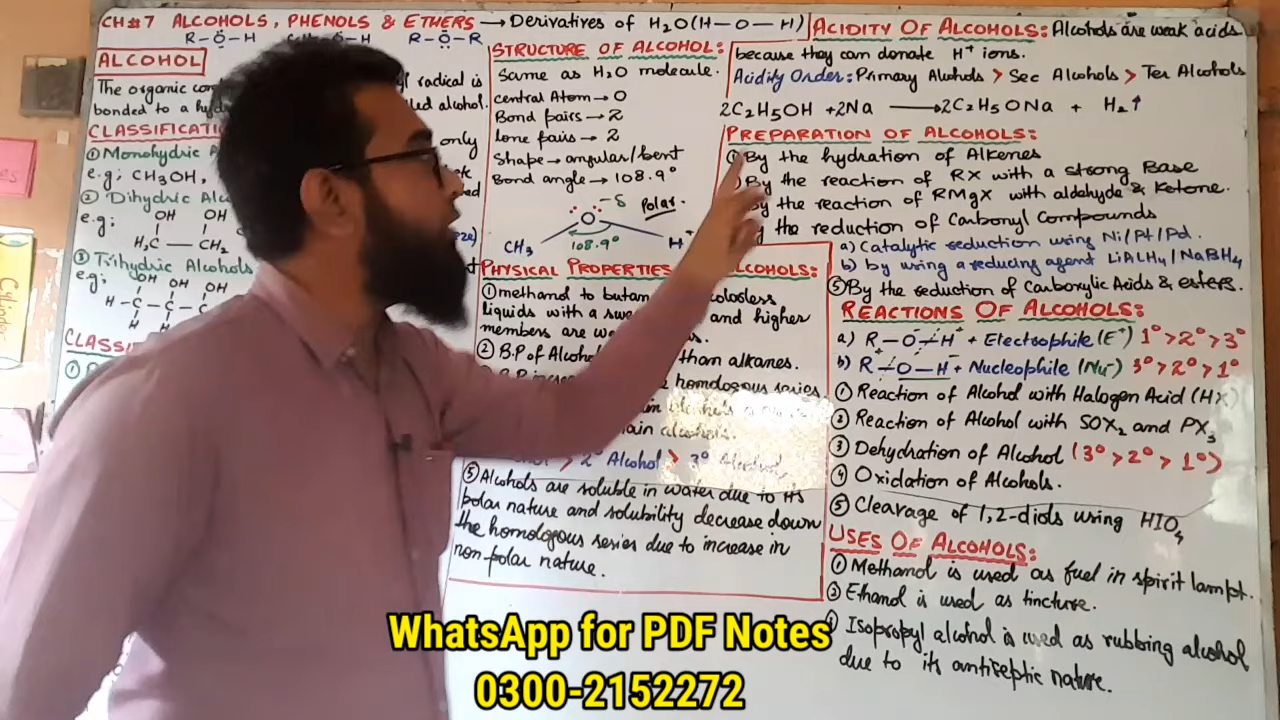 CH#7 ALCOHOLS, PHENOLS & ETHERS → Derivatives of H2O(H-O-H)
R-Ö-H
R-Ö-R
ALCOHOL
The organic
radical is
bonded to a
alcohol.
CLASSIFICATI
only
① Monohydric A
e.g; CH3OH,
② Dihydric Alc
e.g:
OH OH
H2C — CH2
③ Trihydric Alcohols
e.g;
OH OH OH
H-C-C-C
H H
CLASSI
①
STRUCTURE OF ALCOHOL:
Same as H2O molecule.
central Atom → O
Bond pairs → 2
lone pairs → 2
Shape → angular/bent
Bond angle → 108.9°
O -δ Polar.
CH3 108.9° H +
PHYSICAL PROPERTIES ALCOHOLS:
① methanol to butan colorless
liquids with a swe and higher
members are wa
② B.P of Alcohol than alkanes.
homologous series
main alcohols.
> 2° Alcohol > 3° Alcohol
⑤ Alcohols are soluble in water due to its
polar nature and solubility decrease down
the homologous series due to increase in
non polar nature.
ACIDITY OF ALCOHOLS: Alcohols are weak acids
because they can donate H+ ions.
Acidity Order: Primary Alcohols > Sec Alcohols > Ter Alcohols
2C2H5OH + 2Na → 2C2H5ONa + H2↑
PREPARATION OF ALCOHOLS:
① By the hydration of Alkenes
By the reaction of RX with a strong Base
By the reaction of RMgX with aldehyde & Ketone.
the reduction of Carbonyl Compounds
a) Catalytic reduction using Ni/Pt/Pd.
b) by using a reducing agent LiALH4/NaBH4
⑤ By the reduction of Carboxylic Acids & esters.
REACTIONS OF ALCOHOLS:
a) R-O-H + Electrophile (E+) 1° > 2° > 3°
b) R-O-H + Nucleophile (Nu-) 3° > 2° > 1°
① Reaction of Alcohol with Halogen Acid (HX)
② Reaction of Alcohol with SOX2 and PX3
③ Dehydration of Alcohol (3° > 2° > 1°)
④ Oxidation of Alcohols.
⑤ Clearage of 1,2-diols using HIO4
USES OF ALCOHOLS:
① Methanol is used as fuel in spirit lampt.
② Ethanol is used as tincture.
Isopropyl alcohol is used as rubbing alcohol
due to its antiseptic nature.
WhatsApp for PDF Notes
0300-2152272